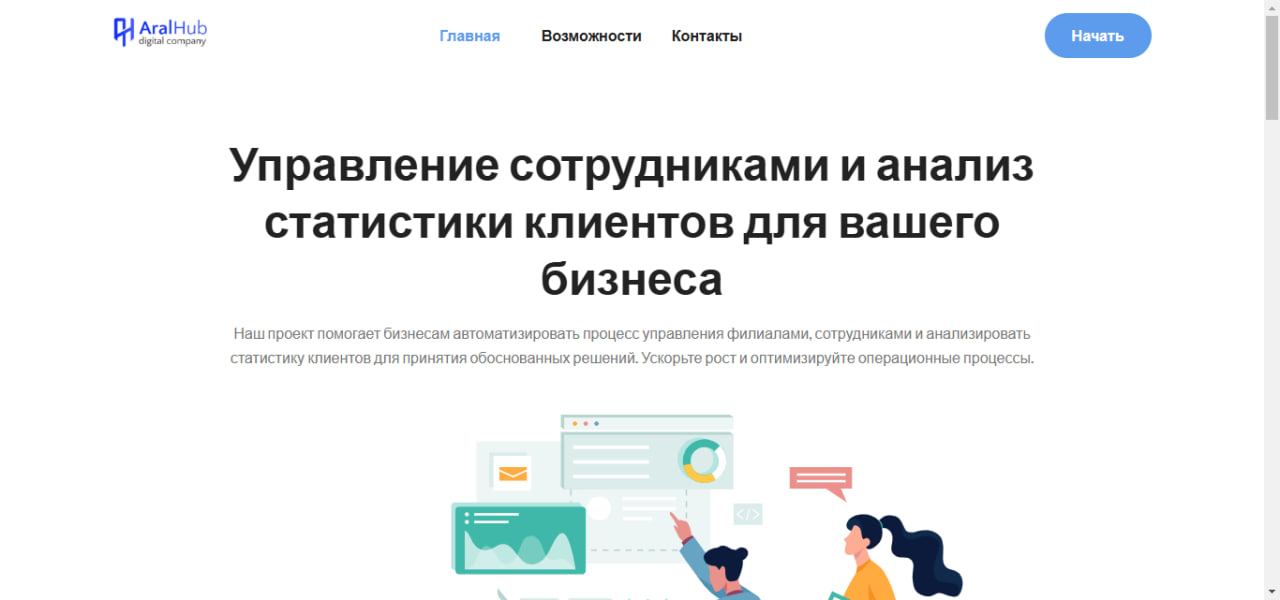 AralHub
digital company
Главная Возможности Контакты
Начать
Управление сотрудниками и анализ
статистики клиентов для вашего
бизнеса
Наш проект помогает бизнесам автоматизировать процесс управления филиалами, сотрудниками и анализировать
статистику клиентов для принятия обоснованных решений. Ускорьте рост и оптимизируйте операционные процессы.
</>